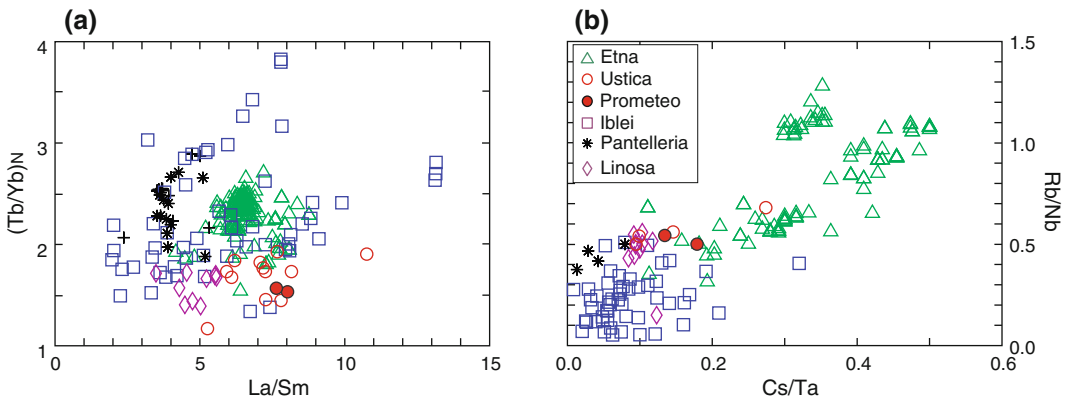 (a)
(b)
4
3
2
1
(Tb/Yb)N
0
5
10
15
La/Sm
Etna
Ustica
Prometeo
Iblei
Pantelleria
Linosa
1.5
1.0
0.5
0.0
Rb/Nb
0.0
0.2
0.4
0.6
Cs/Ta